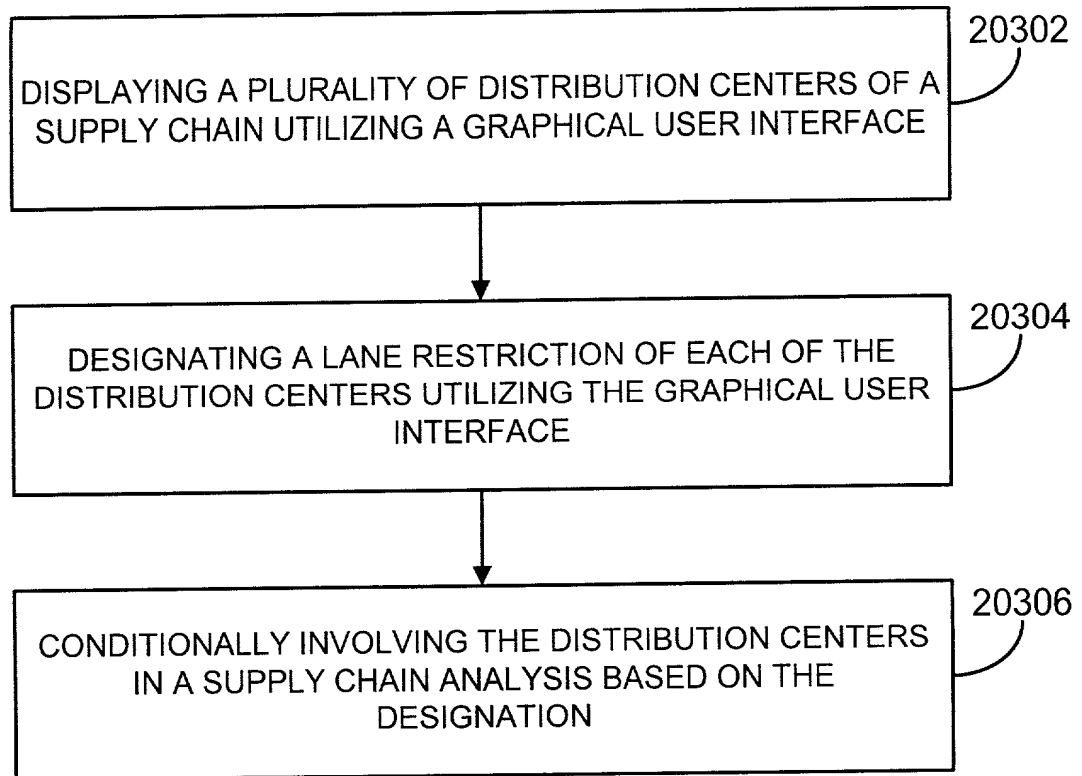 20302
DISPLAYING A PLURALITY OF DISTRIBUTION CENTERS OF A
SUPPLY CHAIN UTILIZING A GRAPHICAL USER INTERFACE
20304
DESIGNATING A LANE RESTRICTION OF EACH OF THE
DISTRIBUTION CENTERS UTILIZING THE GRAPHICAL USER
INTERFACE
20306
CONDITIONALLY INVOLVING THE DISTRIBUTION CENTERS
IN A SUPPLY CHAIN ANALYSIS BASED ON THE
DESIGNATION